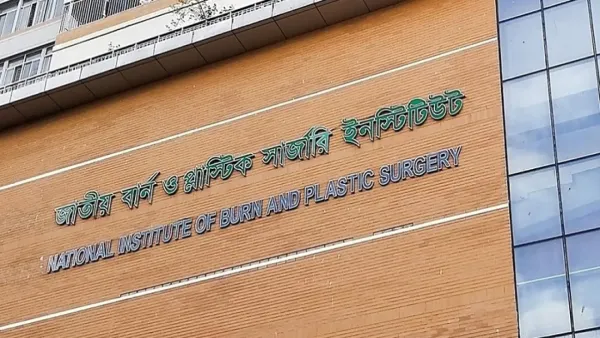 জাতীয় বার্ন ও প্লাস্টিক সার্জারি ইনস্টিটিউট
NATIONAL INSTITUTE OF BURN AND PLASTIC SURGERY